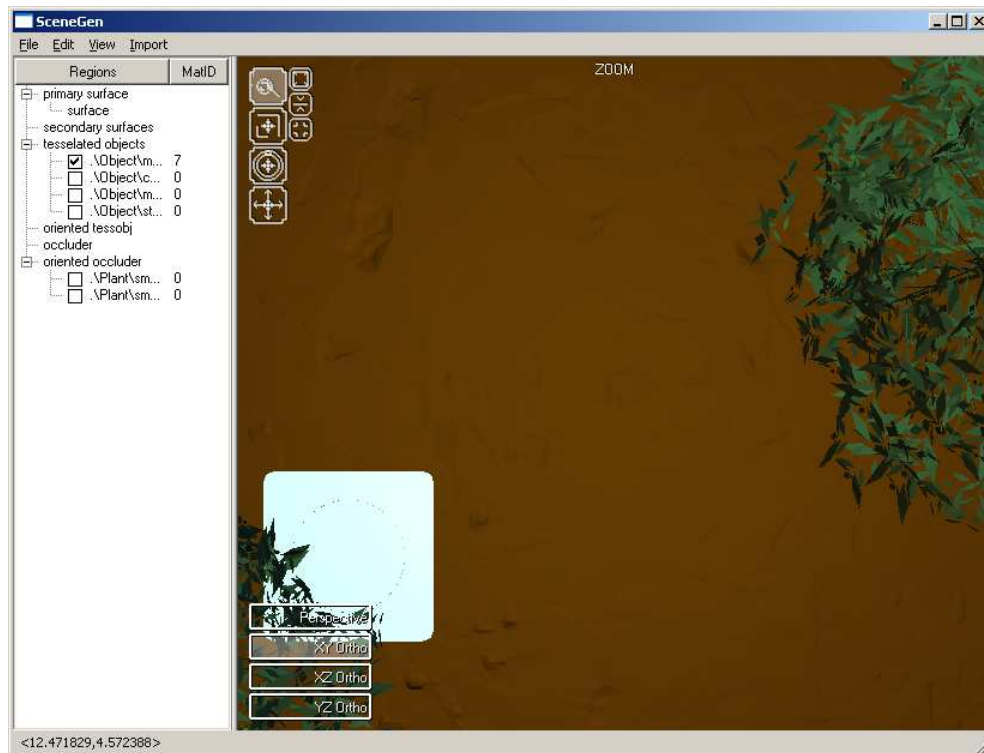 SceneGen
File Edit View Import
Regions MatID
ZOOM
primary surface
surface
secondary surfaces
tesselated objects
.\Object\m... 7
.\Object\c... 0
.\Object\m... 0
.\Object\st... 0
oriented tessobj
occluder
oriented occluder
.\Plant\sm... 0
.\Plant\sm... 0
Perspective
XY Ortho
XZ Ortho
YZ Ortho
<12.471829,4.572388>